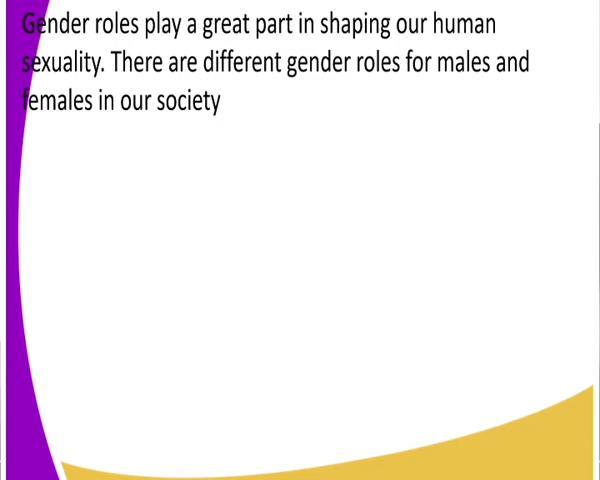 Gender roles play a great part in shaping our human
sexuality. There are different gender roles for males and
females in our society